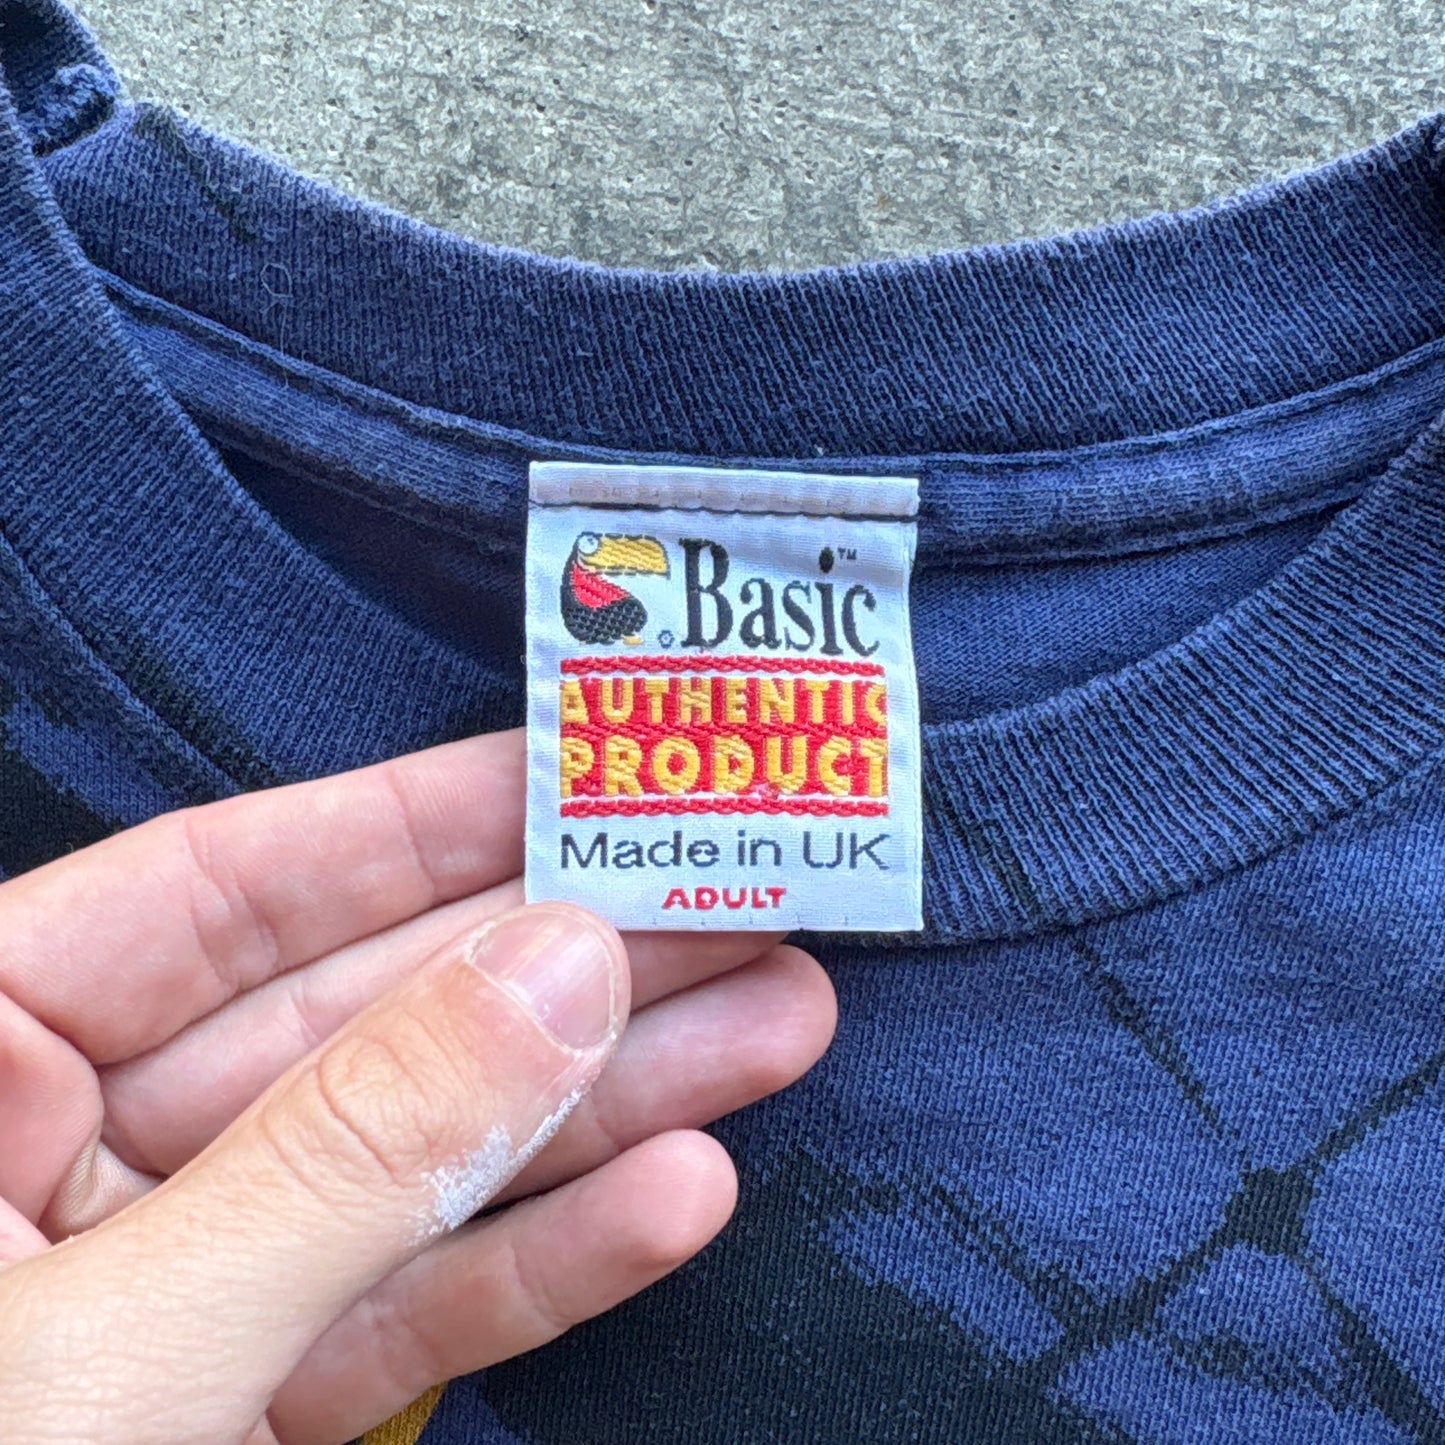 Basic™
®
AUTHENTIC
PRODUCT
Made in UK
ADULT